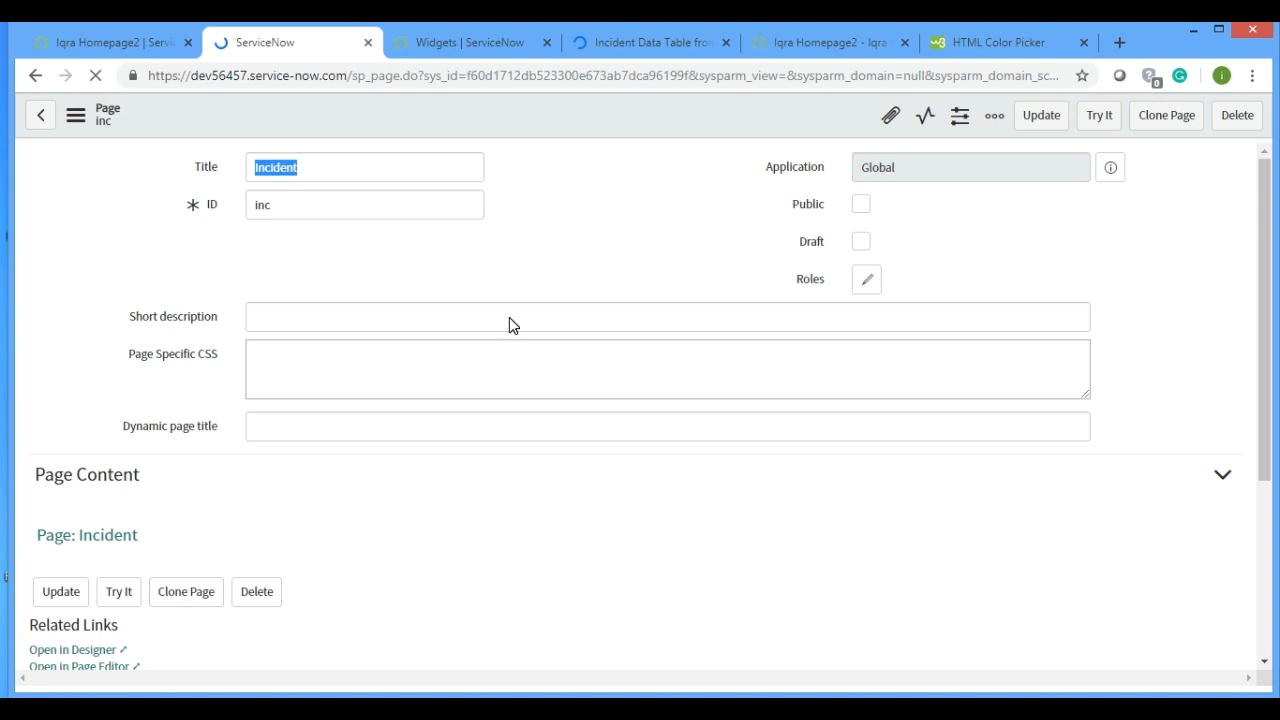 Iqra Homepage2 | Servi
ServiceNow
Widgets | ServiceNow
Incident Data Table from
Iqra Homepage2 - Iqra
HTML Color Picker
https://dev56457.service-now.com/sp_page.do?sys_id=f60d1712db523300e673ab7dca96199f&sysparm_view=&sysparm_domain=null&sysparm_domain_sc...
0
i
Page
inc
Update
Try It
Clone Page
Delete
Title
Incident
Application
Global
ID
inc
Public
Draft
Roles
Short description
Page Specific CSS
Dynamic page title
Page Content
Page: Incident
Update
Try It
Clone Page
Delete
Related Links
Open in Designer
Open in Page Editor